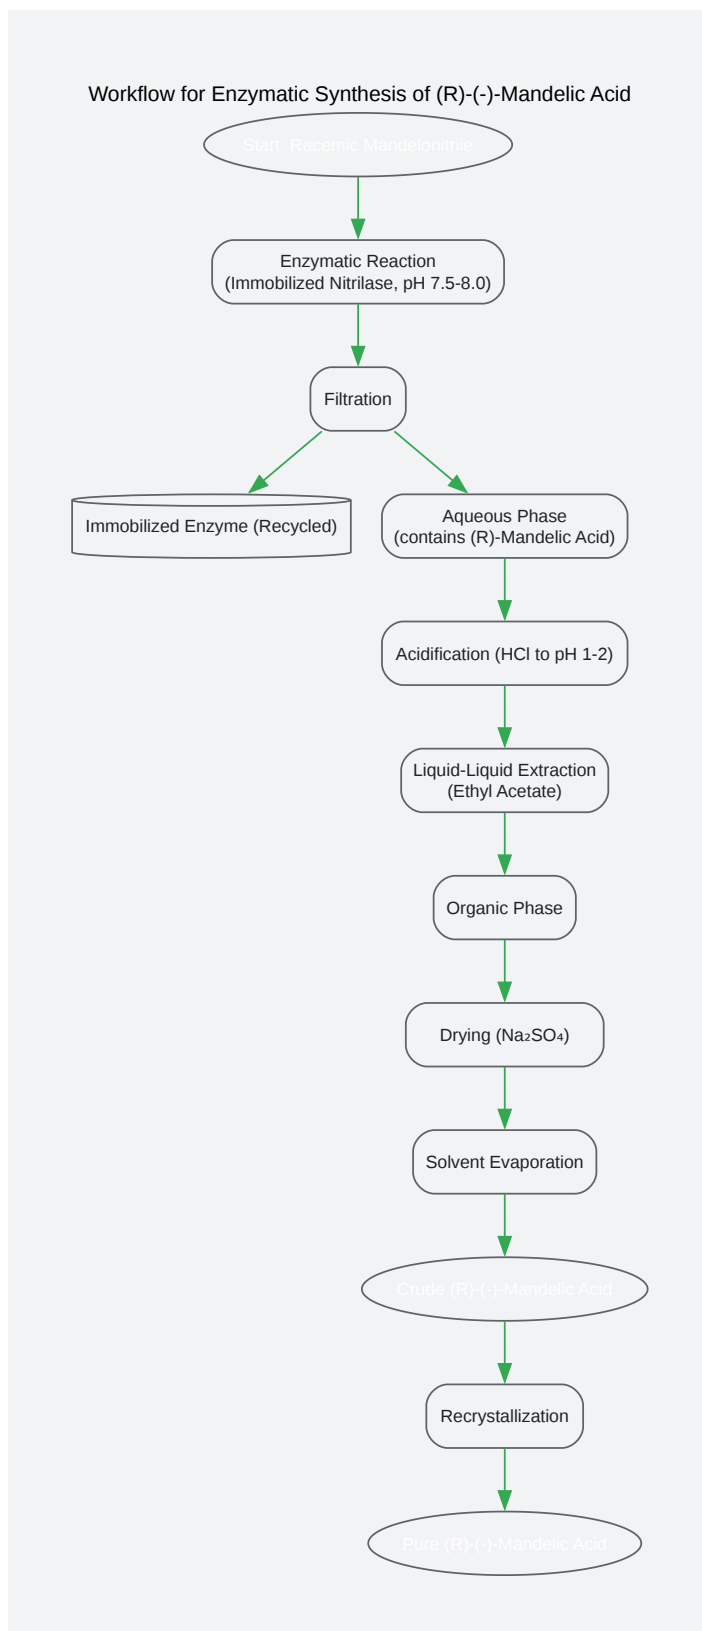 Workflow for Enzymatic Synthesis of (R)-(-)-Mandelic Acid
Start: Racemic Mandelonitrile
Enzymatic Reaction
(Immobilized Nitrilase, pH 7.5-8.0)
Filtration
Immobilized Enzyme (Recycled)
Aqueous Phase
(contains (R)-Mandelic Acid)
Acidification (HCl to pH 1-2)
Liquid-Liquid Extraction
(Ethyl Acetate)
Organic Phase
Drying (Na₂SO₄)
Solvent Evaporation
Crude (R)-(-)-Mandelic Acid
Recrystallization
Pure (R)-(-)-Mandelic Acid